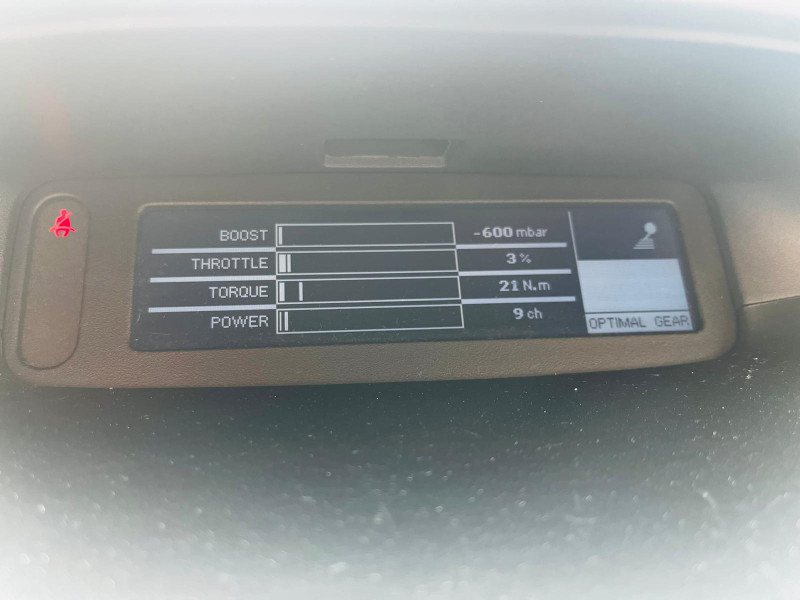 BOOST -600 mbar
THROTTLE 3 %
TORQUE 21 N.m
POWER 9 ch
OPTIMAL GEAR